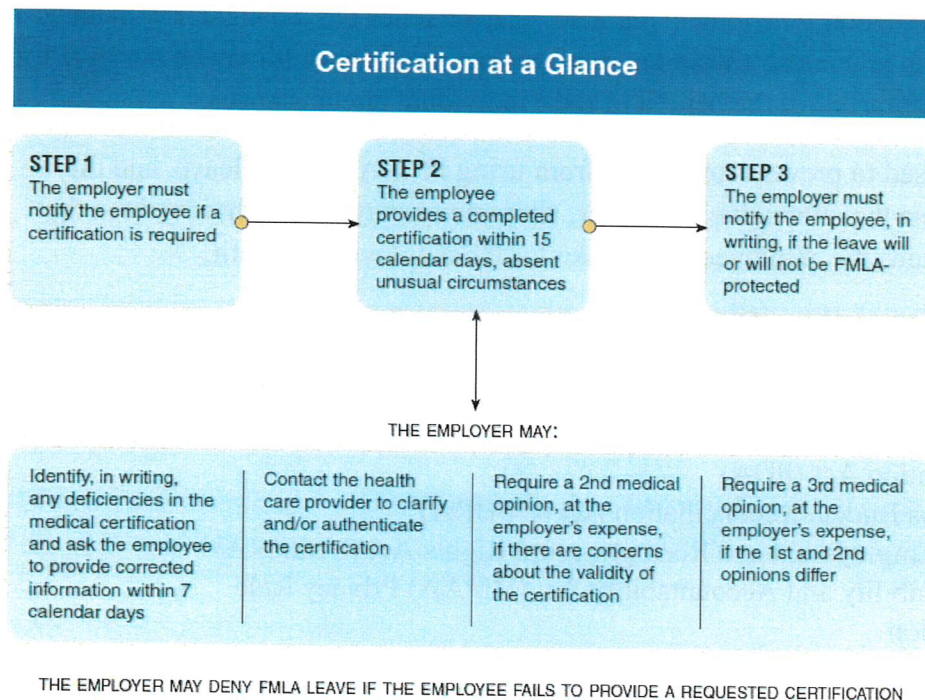 Certification at a Glance
STEP 1
The employer must
notify the employee if a
certification is required
STEP 2
The employee
provides a completed
certification within 15
calendar days, absent
unusual circumstances
STEP 3
The employer must
notify the employee, in
writing, if the leave will
or will not be FMLA-
protected
THE EMPLOYER MAY:
Identify, in writing,
any deficiencies in the
medical certification
and ask the employee
to provide corrected
information within 7
calendar days
Contact the health
care provider to clarify
and/or authenticate
the certification
Require a 2nd medical
opinion, at the
employer's expense,
if there are concerns
about the validity of
the certification
Require a 3rd medical
opinion, at the
employer's expense,
if the 1st and 2nd
opinions differ
THE EMPLOYER MAY DENY FMLA LEAVE IF THE EMPLOYEE FAILS TO PROVIDE A REQUESTED CERTIFICATION